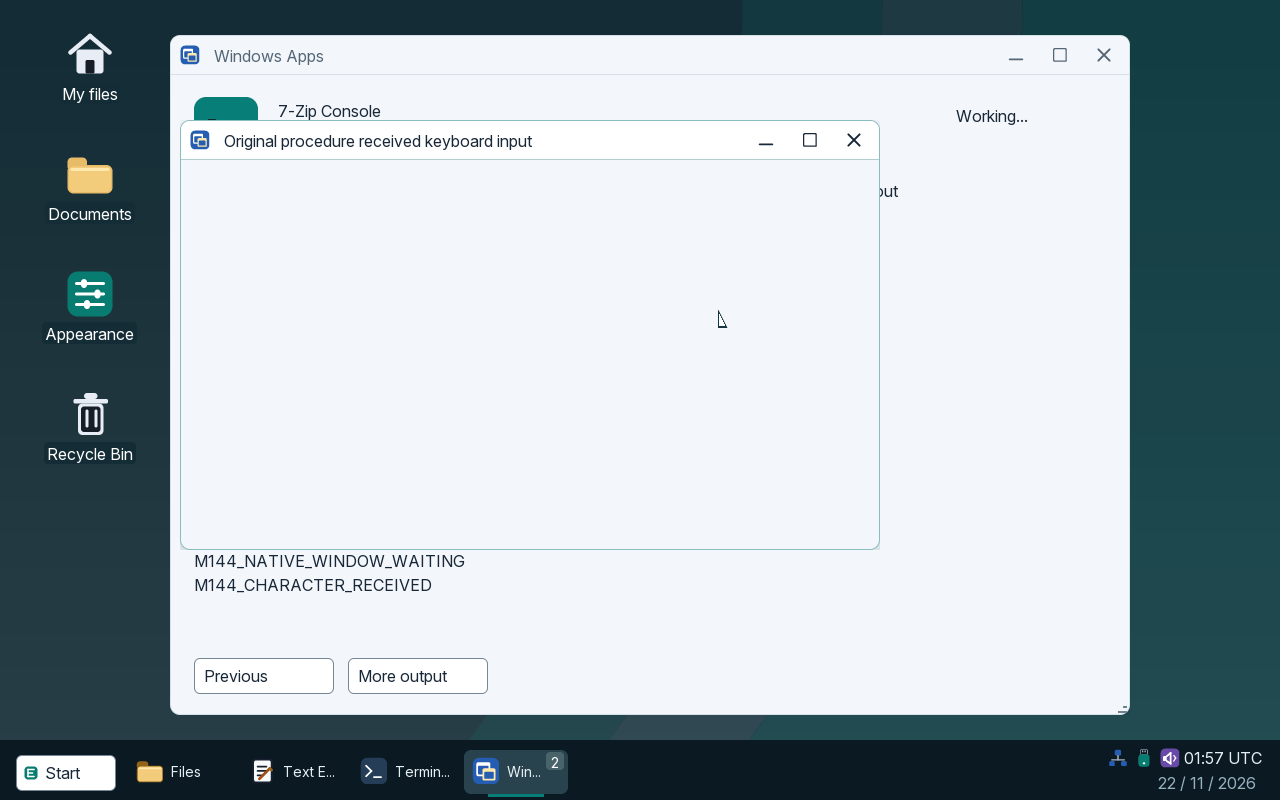 My files
Documents
Appearance
Recycle Bin
Windows Apps
7-Zip Console
Working...
Original procedure received keyboard input
M144_NATIVE_WINDOW_WAITING
M144_CHARACTER_RECEIVED
Previous
More output
Start
Files
Text E...
Termin...
Win...
2
01:57 UTC
22 / 11 / 2026